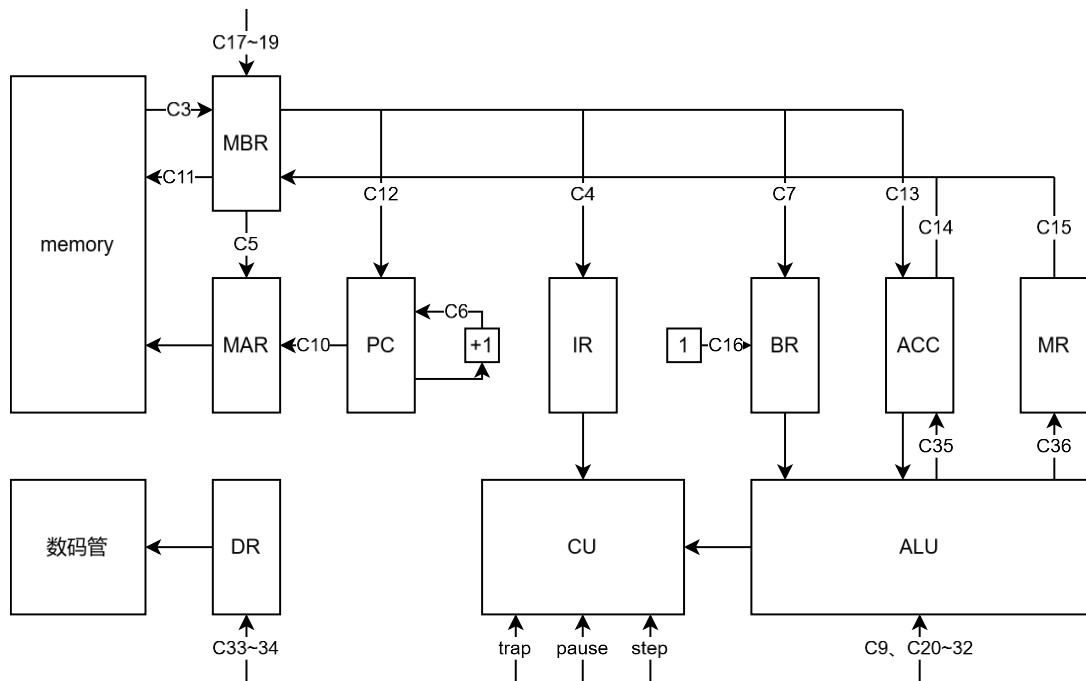 C17~19
C3
MBR
C11
C12
C4
C7
C13
C14
C15
memory
C5
MAR
C10
PC
C6
+1
IR
1
C16
BR
ACC
MR
C35
C36
数码管
DR
CU
ALU
C33~34
trap
pause
step
C9、C20~32